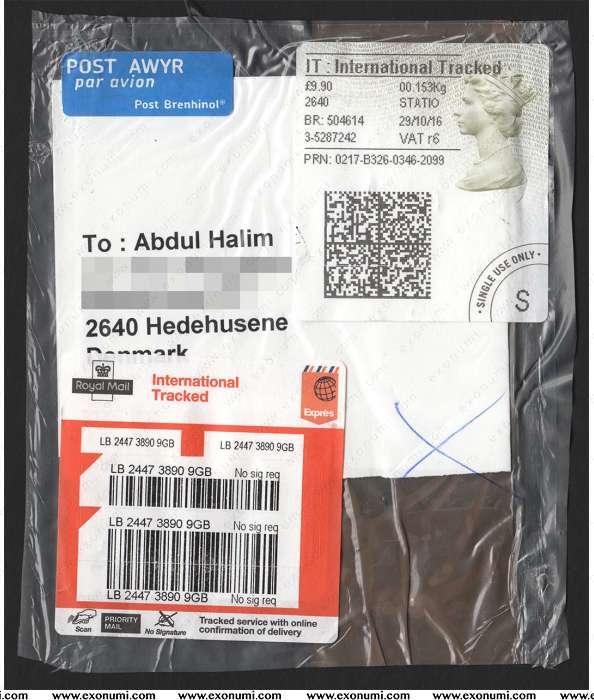 POST AWYR
par avion
Post Brenhinol®
IT : International Tracked
£9.90 00.153Kg
2640 STATIO
BR: 504614 29/10/16
3-5287242 VAT r6
PRN: 0217-B326-0346-2099
• SINGLE USE ONLY •
S
To : Abdul Halim
2640 Hedehusene
Denmark
Royal Mail
International
Tracked
Exprès
LB 2447 3890 9GB
LB 2447 3890 9GB
LB 2447 3890 9GB No sig req
LB 2447 3890 9GB No sig req
LB 2447 3890 9GB No sig req
Scan
PRIORITY
MAIL
No Signature
Tracked service with online
confirmation of delivery
www.exonumi.com www.exonumi.com www.exonumi.com www.exonumi.com